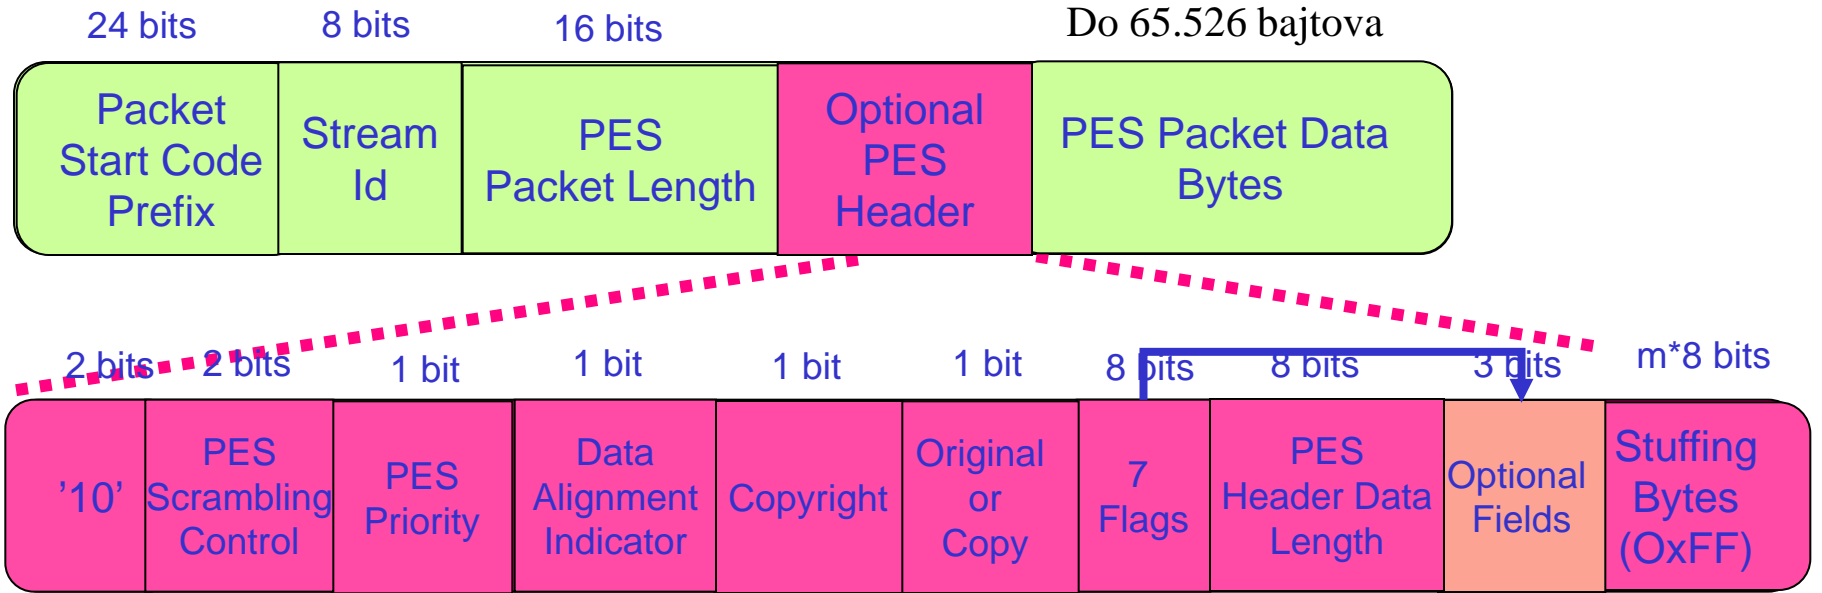 24 bits 8 bits 16 bits Do 65.526 bajtova
Packet
Start Code
Prefix
Stream
Id
PES
Packet Length
Optional
PES
Header
PES Packet Data
Bytes
2 bits 2 bits 1 bit 1 bit 1 bit 1 bit 8 bits 8 bits 3 bits m*8 bits
’10’
PES
Scrambling
Control
PES
Priority
Data
Alignment
Indicator
Copyright
Original
or
Copy
7
Flags
PES
Header Data
Length
Optional
Fields
Stuffing
Bytes
(OxFF)